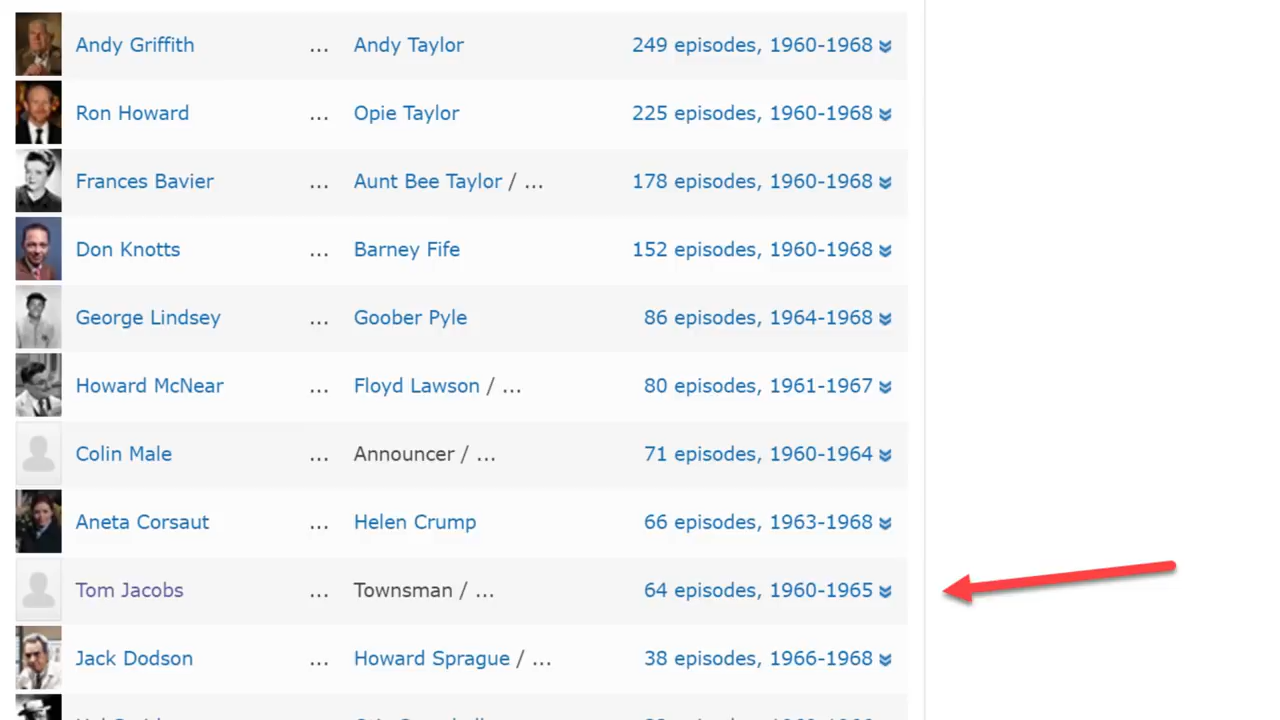 Andy Griffith ... Andy Taylor 249 episodes, 1960-1968
Ron Howard ... Opie Taylor 225 episodes, 1960-1968
Frances Bavier ... Aunt Bee Taylor / ... 178 episodes, 1960-1968
Don Knotts ... Barney Fife 152 episodes, 1960-1968
George Lindsey ... Goober Pyle 86 episodes, 1964-1968
Howard McNear ... Floyd Lawson / ... 80 episodes, 1961-1967
Colin Male ... Announcer / ... 71 episodes, 1960-1964
Aneta Corsaut ... Helen Crump 66 episodes, 1963-1968
Tom Jacobs ... Townsman / ... 64 episodes, 1960-1965
Jack Dodson ... Howard Sprague / ... 38 episodes, 1966-1968